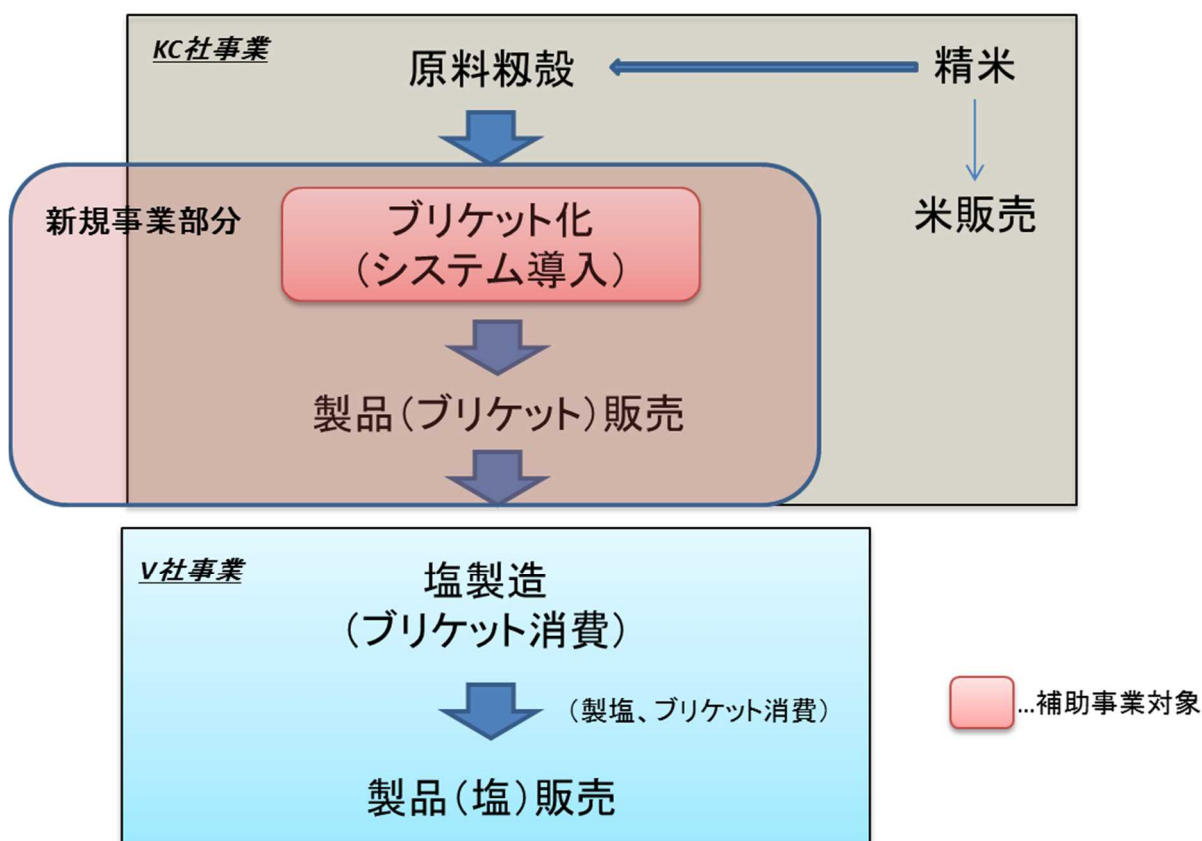 KC社事業
原料籾殻
精米
米販売
新規事業部分
ブリケット化
（システム導入）
製品（ブリケット）販売
V社事業
塩製造
（ブリケット消費）
（製塩、ブリケット消費）
製品（塩）販売
…補助事業対象